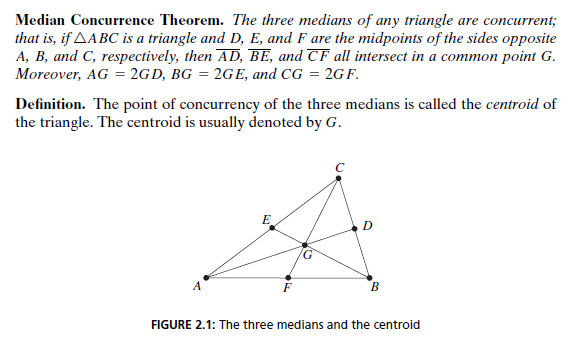 Median Concurrence Theorem. The three medians of any triangle are concurrent;
that is, if △ABC is a triangle and D, E, and F are the midpoints of the sides opposite
A, B, and C, respectively, then A̅D̅, B̅E̅, and C̅F̅ all intersect in a common point G.
Moreover, AG = 2GD, BG = 2GE, and CG = 2GF.
Definition. The point of concurrency of the three medians is called the centroid of
the triangle. The centroid is usually denoted by G.
C
E
D
G
A
F
B
FIGURE 2.1: The three medians and the centroid